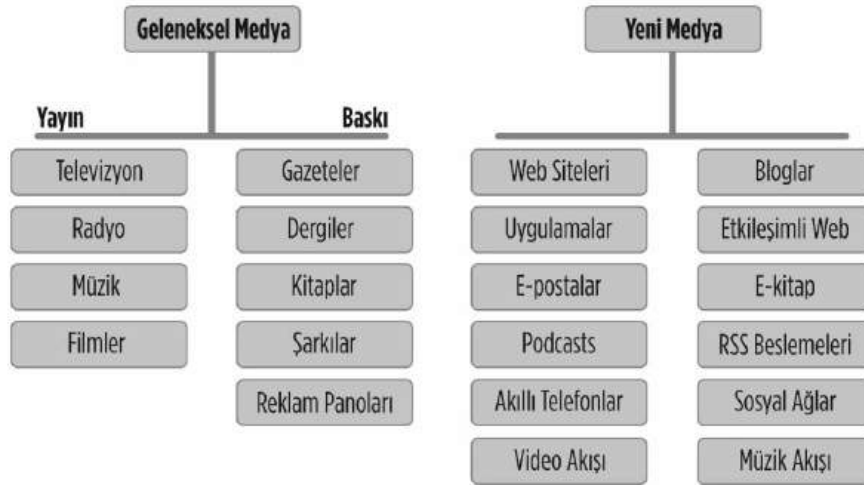 Geleneksel Medya
Yayın
Baskı
Televizyon
Radyo
Müzik
Filmler
Gazeteler
Dergiler
Kitaplar
Şarkılar
Reklam Panoları
Yeni Medya
Web Siteleri
Uygulamalar
E-postalar
Podcasts
Akıllı Telefonlar
Video Akışı
Bloglar
Etkileşimli Web
E-kitap
RSS Beslemeleri
Sosyal Ağlar
Müzik Akışı